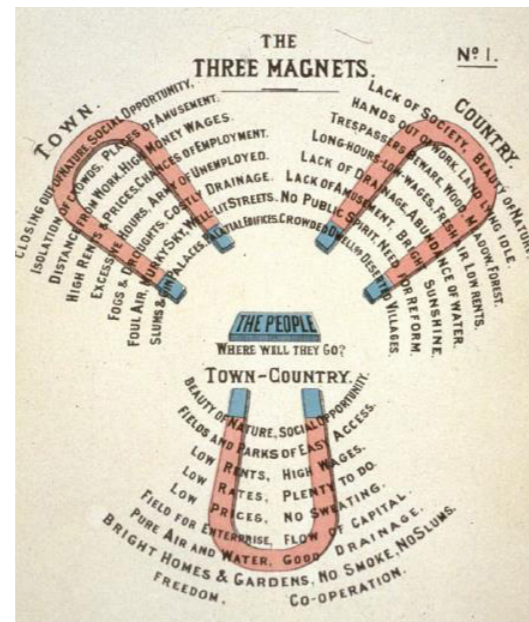 THE
THREE MAGNETS.
Nº 1.
TOWN.
CLOSING OUT OF NATURE. SOCIAL OPPORTUNITY.
ISOLATION OF CROWDS. PLACES OF AMUSEMENT.
DISTANCE FROM WORK. HIGH MONEY WAGES.
HIGH RENTS & PRICES. CHANCES OF EMPLOYMENT.
EXCESSIVE HOURS. ARMY OF UNEMPLOYED.
FOGS & DROUGHTS. COSTLY DRAINAGE.
FOUL AIR. MURKY SKY. WELL-LIT STREETS.
SLUMS & GIN PALACES. PALATIAL EDIFICES.
COUNTRY.
LACK OF SOCIETY. BEAUTY OF NATURE.
HANDS OUT OF WORK. LAND LYING IDLE.
TRESPASSERS BEWARE. WOOD, MEADOW, FOREST.
LONG-HOURS-LOW WAGES. FRESH AIR. LOW RENTS.
LACK OF DRAINAGE. ABUNDANCE OF WATER.
LACK OF AMUSEMENT. BRIGHT SUNSHINE.
NO PUBLIC SPIRIT. NEED FOR REFORM.
CROWDED DWELLGS DESERTED VILLAGES.
THE PEOPLE
WHERE WELL THEY GO?
TOWN-COUNTRY.
BEAUTY OF NATURE, SOCIAL OPPORTUNITY.
FIELDS AND PARKS OF EASY ACCESS.
LOW RENTS, HIGH WAGES.
LOW RATES, PLENTY TO DO.
LOW PRICES, NO SWEATING.
FIELD FOR ENTERPRISE, FLOW OF CAPITAL.
PURE AIR AND WATER, GOOD DRAINAGE.
BRIGHT HOMES & GARDENS, NO SMOKE, NO SLUMS.
FREEDOM. CO-OPERATION.